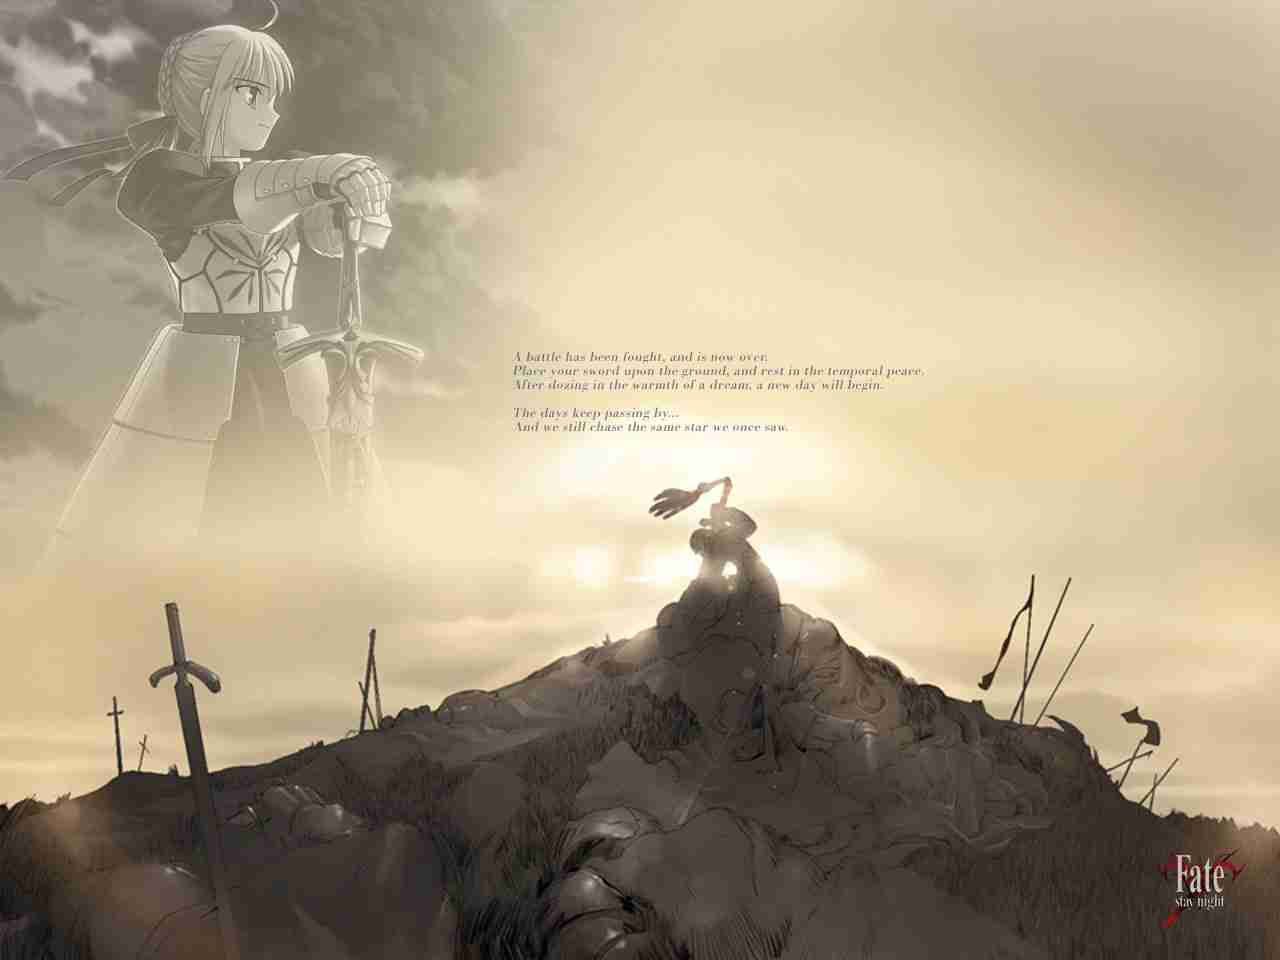 A battle has been fought, and is now over.
Place your sword upon the ground, and rest in the temporal peace.
After dozing in the warmth of a dream, a new day will begin.
The days keep passing by...
And we still chase the same star we once saw.
Fate
stay night